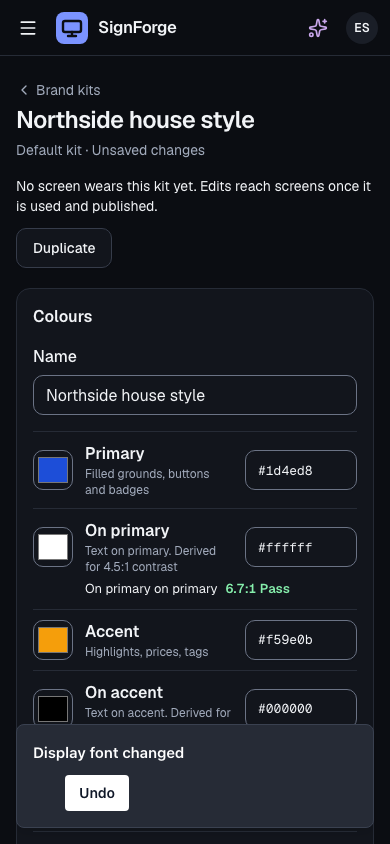 SignForge
ES
Brand kits
Northside house style
Default kit · Unsaved changes
No screen wears this kit yet. Edits reach screens once it
is used and published.
Duplicate
Colours
Name
Northside house style
Primary
Filled grounds, buttons
and badges
#1d4ed8
On primary
Text on primary. Derived
for 4.5:1 contrast
#ffffff
On primary on primary 6.7:1 Pass
Accent
Highlights, prices, tags
#f59e0b
On accent
Text on accent. Derived for
#000000
Display font changed
Undo